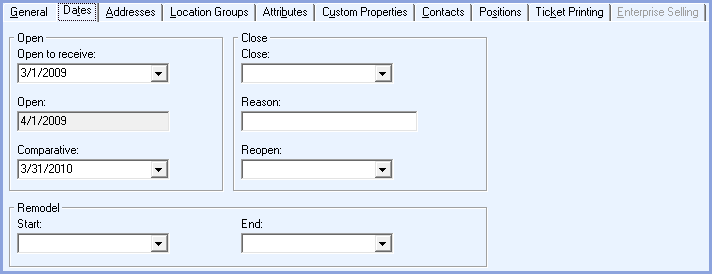 General Dates Addresses Location Groups Attributes Custom Properties Contacts Positions Ticket Printing Enterprise Selling
Open
Open to receive:
3/1/2009
Open:
4/1/2009
Comparative:
3/31/2010
Close
Close:
Reason:
Reopen:
Remodel
Start:
End: